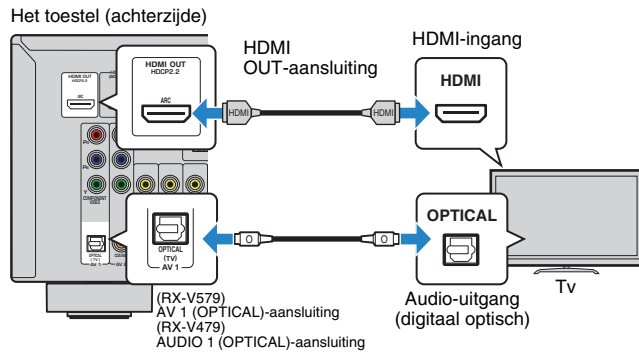 Het toestel (achterzijde)
HDMI OUT
HDCP2.2
ARC
HDMI OUT
HDCP2.2
ARC
HDMI
OUT-aansluiting
HDMI-ingang
HDMI
HDMI
HDMI
PR
PB
Y
COMPONENT
VIDEO
OPTICAL
(TV)
AV 1
OPTICAL
(TV)
AV 1
OPTICAL
(RX-V579)
AV 1 (OPTICAL)-aansluiting
(RX-V479)
AUDIO 1 (OPTICAL)-aansluiting
Audio-uitgang
(digitaal optisch)
Tv